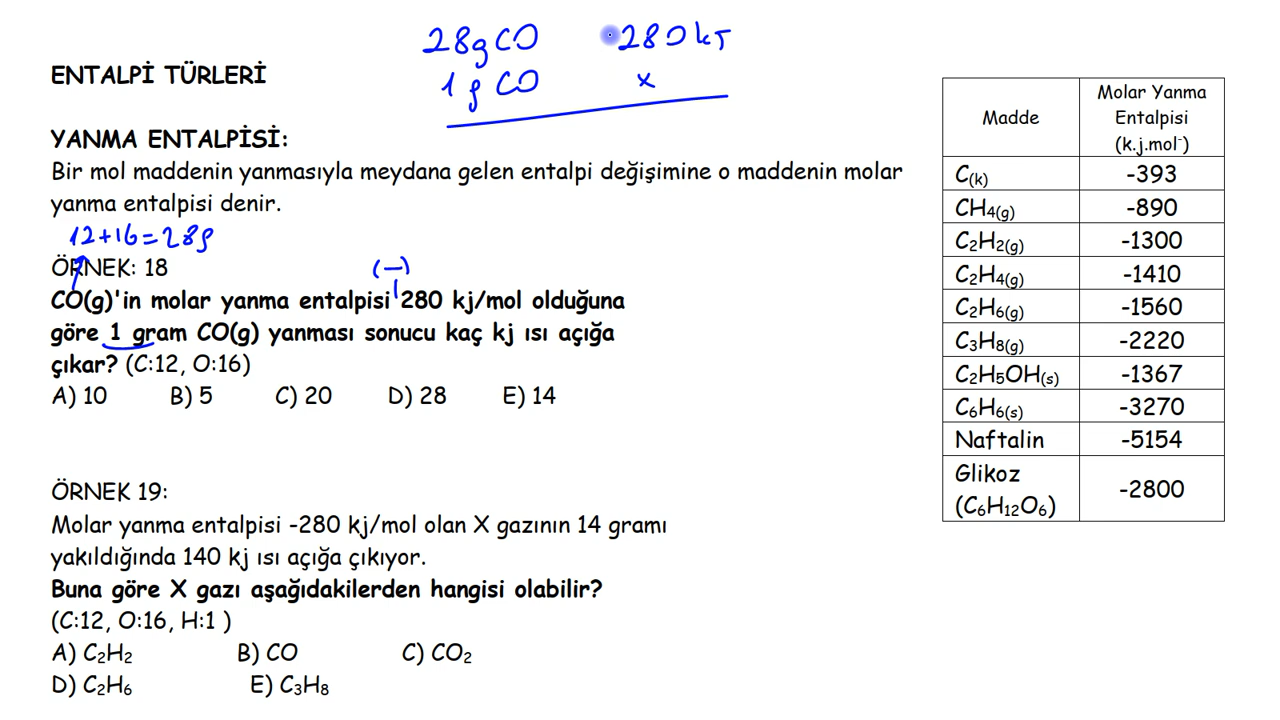 28g CO 280 kJ
1g CO x
ENTALPİ TÜRLERİ
YANMA ENTALPİSİ:
Bir mol maddenin yanmasıyla meydana gelen entalpi değişimine o maddenin molar
yanma entalpisi denir.
12+16=28g
ÖRNEK: 18
(-)
CO(g)'in molar yanma entalpisi 280 kj/mol olduğuna
göre 1 gram CO(g) yanması sonucu kaç kj ısı açığa
çıkar? (C:12, O:16)
A) 10 B) 5 C) 20 D) 28 E) 14
ÖRNEK 19:
Molar yanma entalpisi -280 kj/mol olan X gazının 14 gramı
yakıldığında 140 kj ısı açığa çıkıyor.
Buna göre X gazı aşağıdakilerden hangisi olabilir?
(C:12, O:16, H:1 )
A) C₂H₂ B) CO C) CO₂
D) C₂H₆ E) C₃H₈
Madde Molar Yanma
Entalpisi
(k.j.mol⁻)
C(k) -393
CH₄(g) -890
C₂H₂(g) -1300
C₂H₄(g) -1410
C₂H₆(g) -1560
C₃H₈(g) -2220
C₂H₅OH(s) -1367
C₆H₆(s) -3270
Naftalin -5154
Glikoz
(C₆H₁₂O₆) -2800